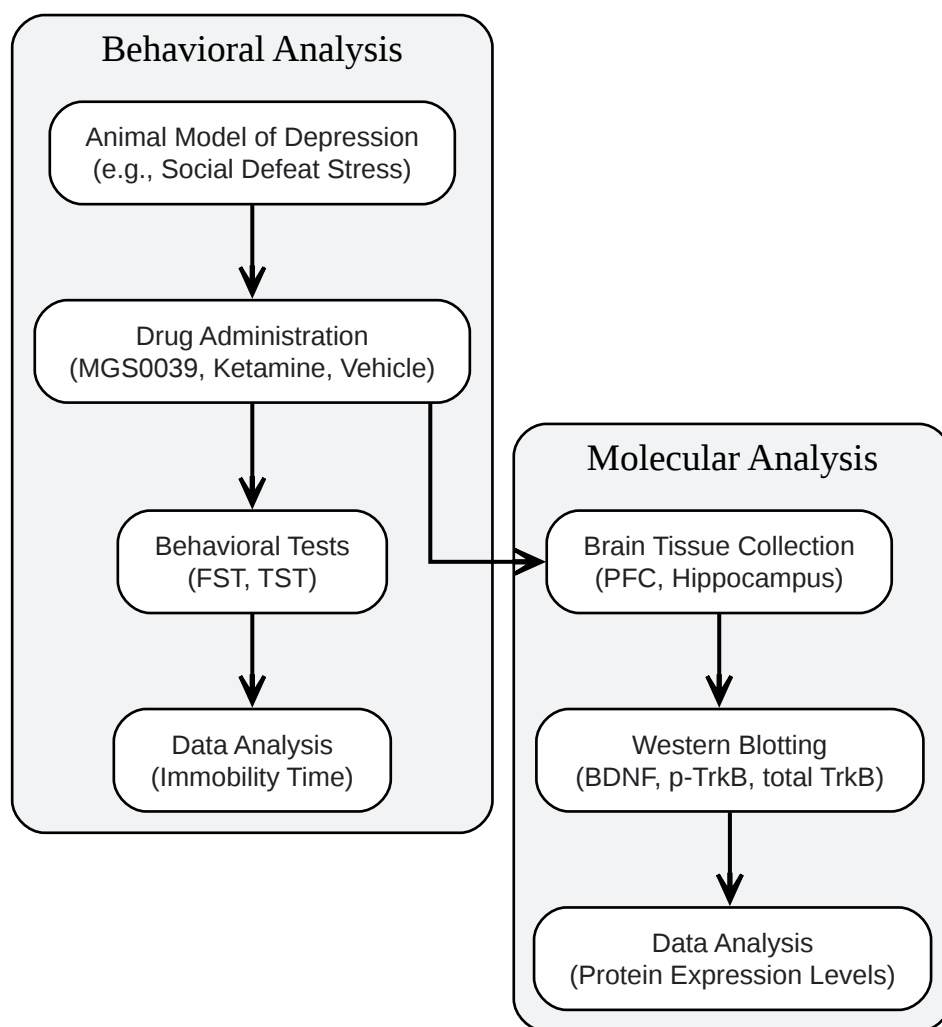 Behavioral Analysis
Animal Model of Depression
(e.g., Social Defeat Stress)
Drug Administration
(MGS0039, Ketamine, Vehicle)
Behavioral Tests
(FST, TST)
Data Analysis
(Immobility Time)
Molecular Analysis
Brain Tissue Collection
(PFC, Hippocampus)
Western Blotting
(BDNF, p-TrkB, total TrkB)
Data Analysis
(Protein Expression Levels)